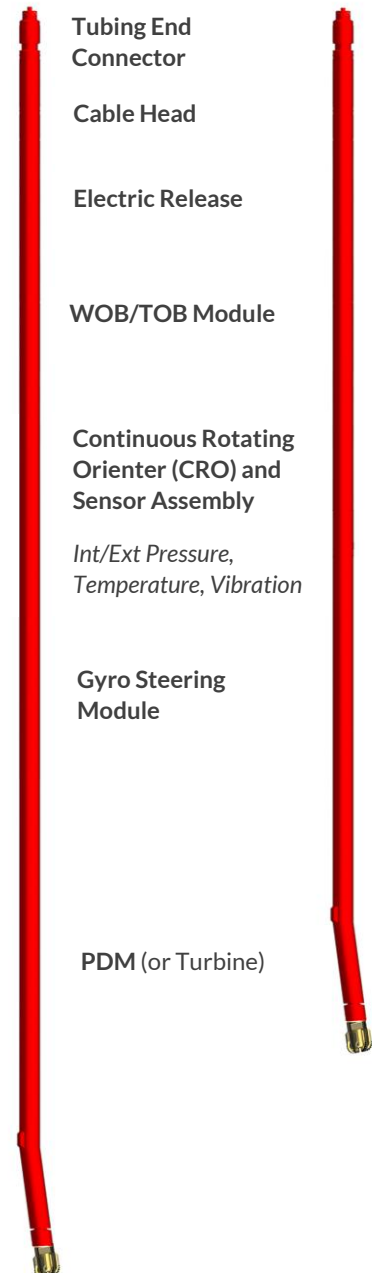 Tubing End
Connector
Cable Head
Electric Release
WOB/TOB Module
Continuous Rotating
Orienter (CRO) and
Sensor Assembly
Int/Ext Pressure,
Temperature, Vibration
Gyro Steering
Module
PDM (or Turbine)